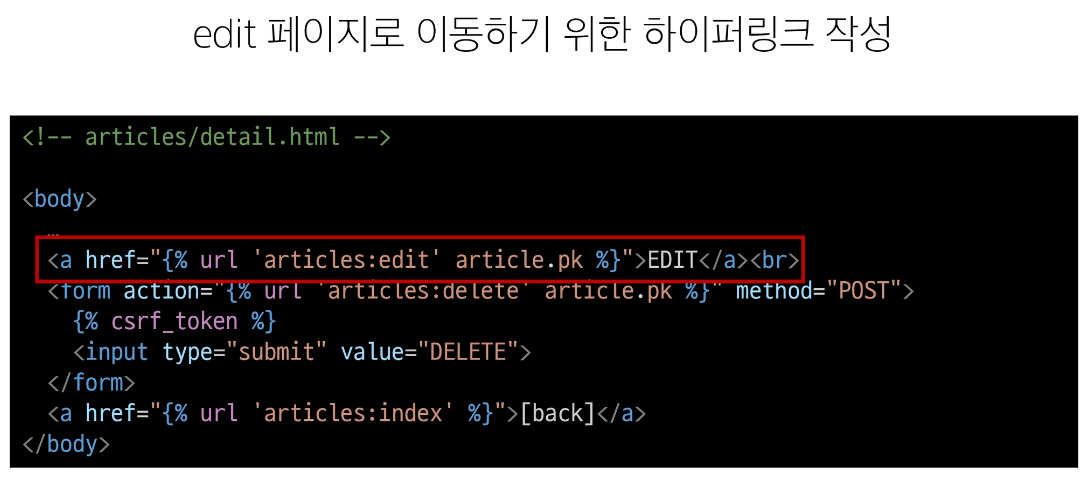 edit 페이지로 이동하기 위한 하이퍼링크 작성
<!-- articles/detail.html -->
<body>
…
<a href="{% url 'articles:edit' article.pk %}">EDIT</a><br>
<form action="{% url 'articles:delete' article.pk %}" method="POST">
{% csrf_token %}
<input type="submit" value="DELETE">
</form>
<a href="{% url 'articles:index' %}">[back]</a>
</body>